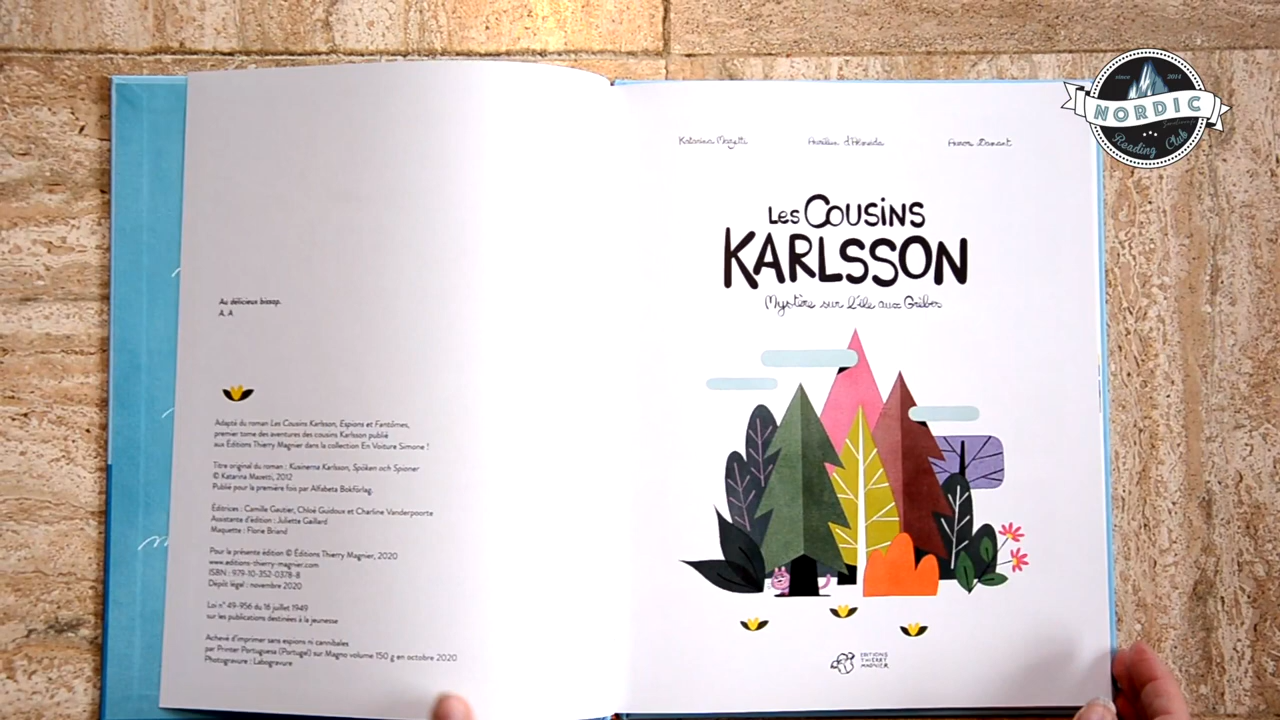 Au délicieux bissap.
A. A
Adapté du roman Les Cousins Karlsson, Espions et Fantômes,
premier tome des aventures des cousins Karlsson publié
aux Éditions Thierry Magnier dans la collection En Voiture Simone !
Titre original du roman : Kusinerna Karlsson, Spöken och Spioner
© Katarina Mazetti, 2012
Publié pour la première fois par Alfabeta Bokförlag.
Éditrices : Camille Gautier, Chloé Guidoux et Charline Vanderpoorte
Assistante d'édition : Juliette Gaillard
Maquette : Florie Briand
Pour la présente édition © Éditions Thierry Magnier, 2020
www.editions-thierry-magnier.com
ISBN : 979-10-352-0378-8
Dépôt légal : novembre 2020
Loi n° 49-956 du 16 juillet 1949
sur les publications destinées à la jeunesse
Achevé d'imprimer sans espions ni cannibales
par Printer Portuguesa (Portugal) sur Magno volume 150 g en octobre 2020
Photogravure : Labogravure
Katarina Mazetti Aurélien d'Almeida Auror Damant
Les Cousins
KARLSSON
Mystère sur l'île aux Grèbes
EDITIONS
THIERRY
MAGNIER
since 2014
NORDIC
Reading Club